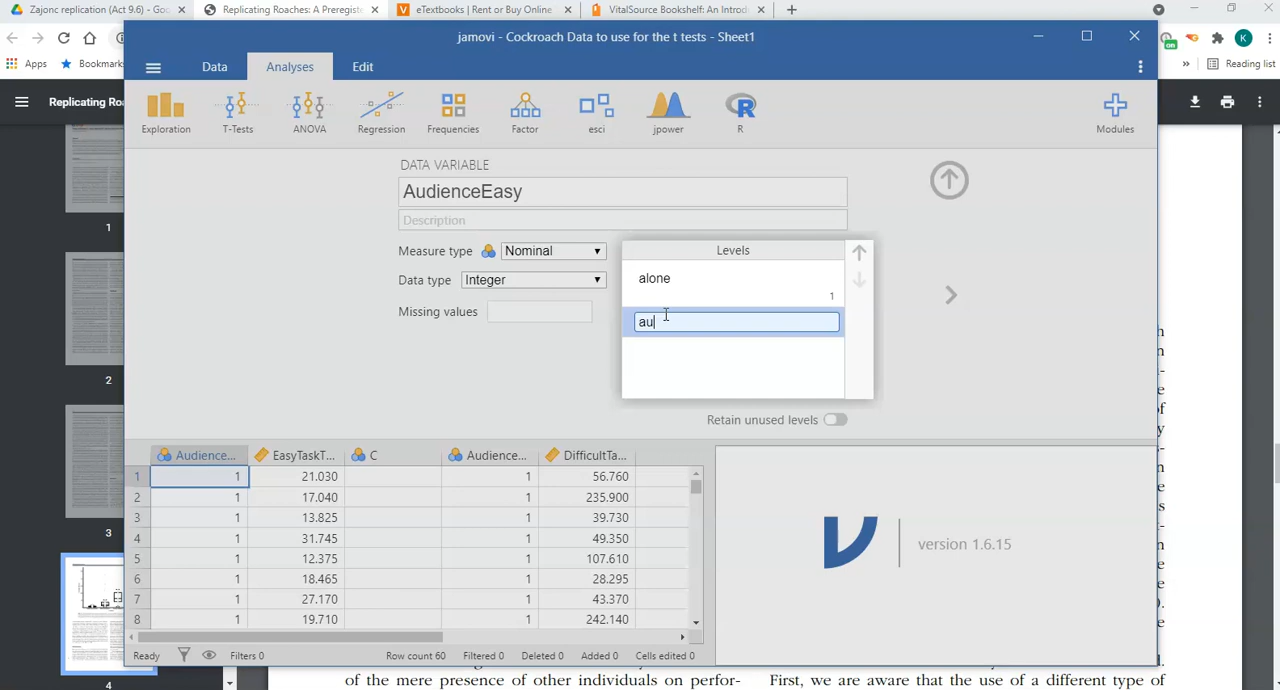 Zajonc replication (Act 9.6) - Goo
Replicating Roaches: A Preregiste
eTextbooks | Rent or Buy Online
VitalSource Bookshelf: An Introd
Apps
Bookmark
Reading list
K
on
Replicating Roa
jamovi - Cockroach Data to use for the t tests - Sheet1
Data
Analyses
Edit
Exploration
T-Tests
ANOVA
Regression
Frequencies
Factor
esci
jpower
R
Modules
DATA VARIABLE
AudienceEasy
Description
Measure type
Nominal
Data type
Integer
Missing values
Levels
alone
1
au
Retain unused levels
Audience... EasyTaskT... C Audience... DifficultTa...
1 1 21.030 1 56.760
2 1 17.040 1 235.900
3 1 13.825 1 39.730
4 1 31.745 1 49.350
5 1 12.375 1 107.610
6 1 18.465 1 28.295
7 1 27.170 1 43.370
8 1 19.710 1 242.140
version 1.6.15
Ready Filters 0 Row count 60 Filtered 0 Deleted 0 Added 0 Cells edited 0
1
2
3
4
of the mere presence of other individuals on perfor-
First, we are aware that the use of a different type of